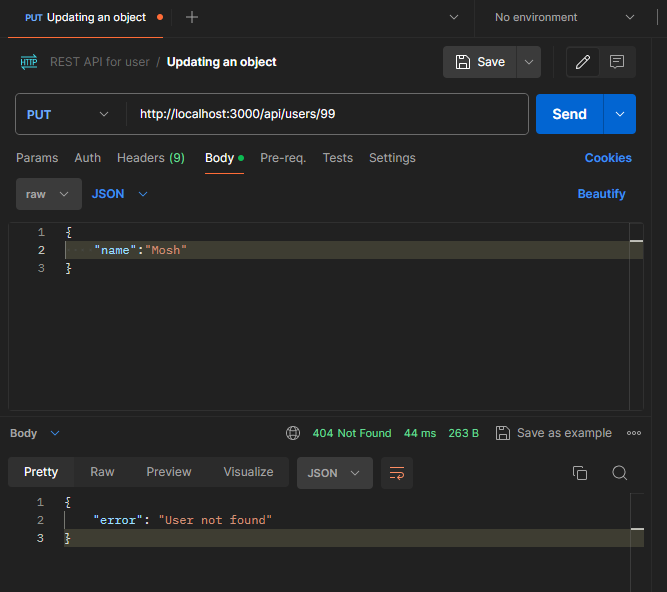 PUT Updating an object
No environment
HTTP REST API for user / Updating an object Save
PUT http://localhost:3000/api/users/99 Send
Params Auth Headers (9) Body Pre-req. Tests Settings Cookies
raw JSON Beautify
1 {
2 "name":"Mosh"
3 }
Body 404 Not Found 44 ms 263 B Save as example
Pretty Raw Preview Visualize JSON
1 {
2 "error": "User not found"
3 }